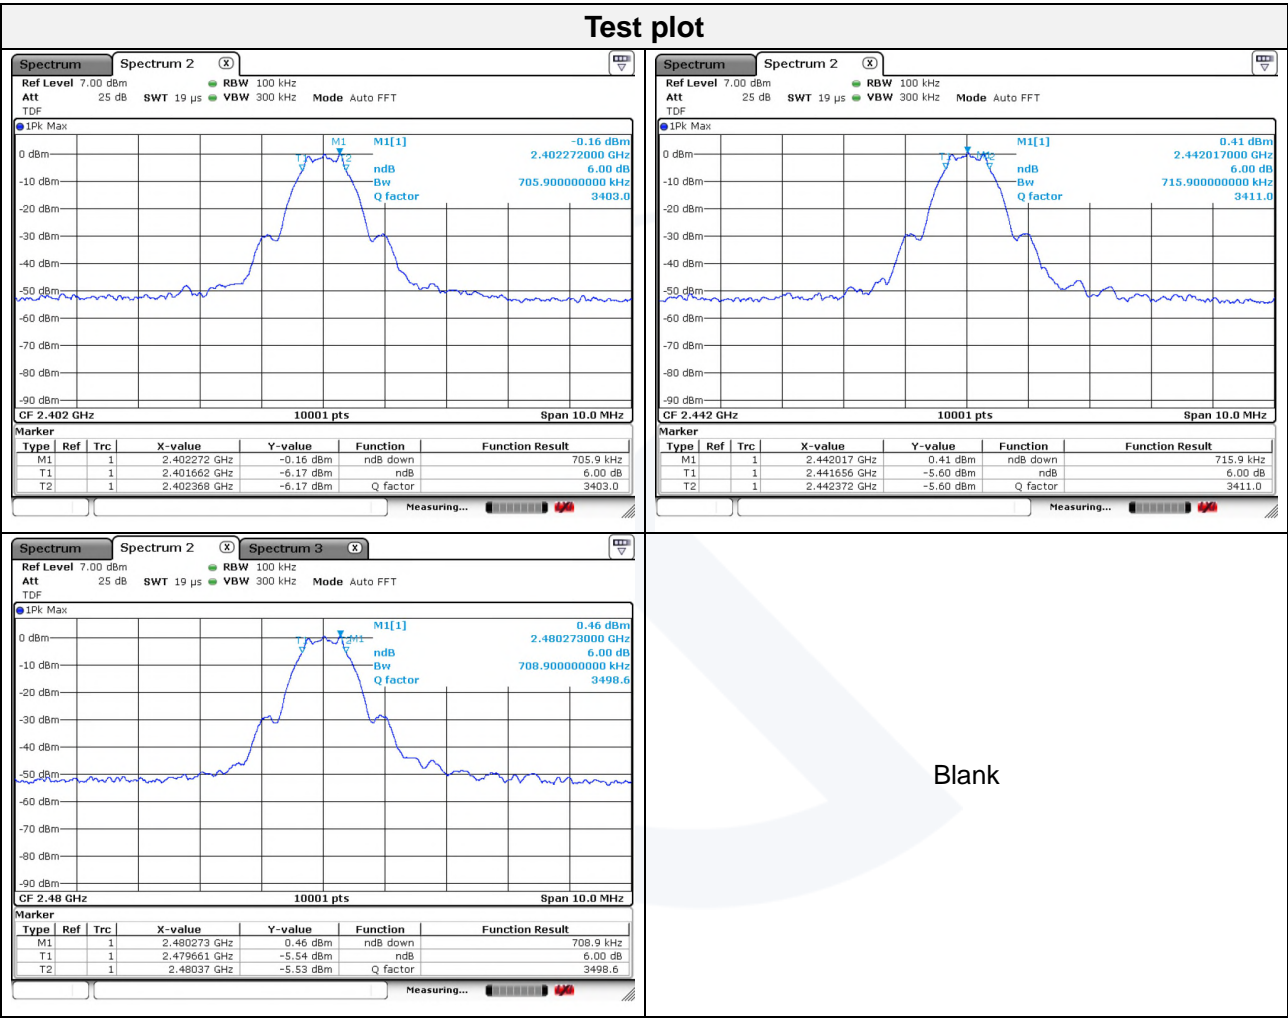 Test plot
Spectrum Spectrum 2 X
Ref Level 7.00 dBm RBW 100 kHz
Att 25 dB SWT 19 µs VBW 300 kHz Mode Auto FFT
TDF
1Pk Max
M1 M1[1] -0.16 dBm
0 dBm T1 T2 2.402272000 GHz
ndB 6.00 dB
-10 dBm Bw 705.900000000 kHz
Q factor 3403.0
-20 dBm
-30 dBm
-40 dBm
-50 dBm
-60 dBm
-70 dBm
-80 dBm
-90 dBm
CF 2.402 GHz 10001 pts Span 10.0 MHz
Marker
Type Ref Trc X-value Y-value Function Function Result
M1 1 2.402272 GHz -0.16 dBm ndB down 705.9 kHz
T1 1 2.401662 GHz -6.17 dBm ndB 6.00 dB
T2 1 2.402368 GHz -6.17 dBm Q factor 3403.0
Measuring...
Spectrum Spectrum 2 X
Ref Level 7.00 dBm RBW 100 kHz
Att 25 dB SWT 19 µs VBW 300 kHz Mode Auto FFT
TDF
1Pk Max
M1[1] 0.41 dBm
0 dBm 2.442017000 GHz
ndB 6.00 dB
-10 dBm Bw 715.900000000 kHz
Q factor 3411.0
-20 dBm
-30 dBm
-40 dBm
-50 dBm
-60 dBm
-70 dBm
-80 dBm
-90 dBm
CF 2.442 GHz 10001 pts Span 10.0 MHz
Marker
Type Ref Trc X-value Y-value Function Function Result
M1 1 2.442017 GHz 0.41 dBm ndB down 715.9 kHz
T1 1 2.441656 GHz -5.60 dBm ndB 6.00 dB
T2 1 2.442372 GHz -5.60 dBm Q factor 3411.0
Measuring...
Spectrum Spectrum 2 X Spectrum 3 X
Ref Level 7.00 dBm RBW 100 kHz
Att 25 dB SWT 19 µs VBW 300 kHz Mode Auto FFT
TDF
1Pk Max
M1[1] 0.46 dBm
0 dBm M1 2.480273000 GHz
ndB 6.00 dB
-10 dBm Bw 708.900000000 kHz
Q factor 3498.6
-20 dBm
-30 dBm
-40 dBm
-50 dBm
-60 dBm
-70 dBm
-80 dBm
-90 dBm
CF 2.48 GHz 10001 pts Span 10.0 MHz
Marker
Type Ref Trc X-value Y-value Function Function Result
M1 1 2.480273 GHz 0.46 dBm ndB down 708.9 kHz
T1 1 2.479661 GHz -5.54 dBm ndB 6.00 dB
T2 1 2.48037 GHz -5.53 dBm Q factor 3498.6
Measuring...
Blank